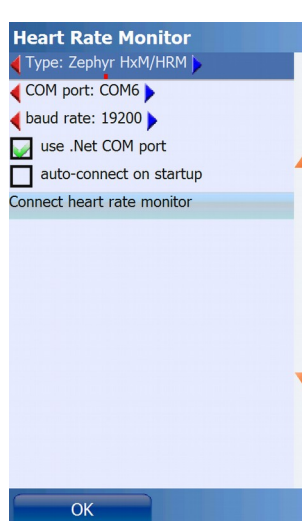 Heart Rate Monitor
Type: Zephyr HxM/HRM
COM port: COM6
baud rate: 19200
use .Net COM port
auto-connect on startup
Connect heart rate monitor
OK